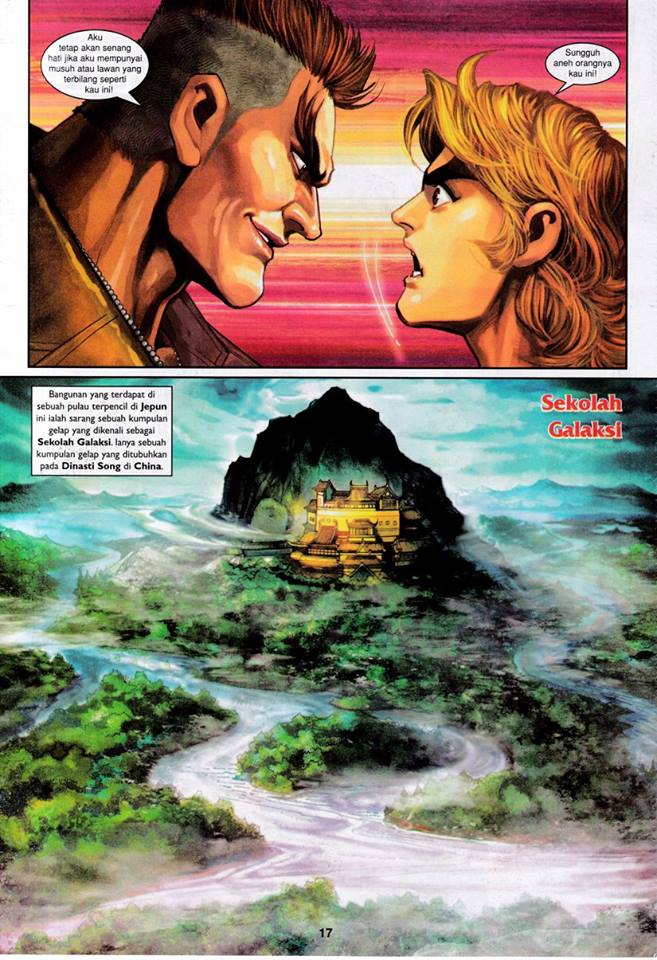 Aku
tetap akan senang
hati jika aku mempunyai
musuh atau lawan yang
terbilang seperti
kau ini!
Sungguh
aneh orangnya
kau ini!
Bangunan yang terdapat di
sebuah pulau terpencil di Jepun
ini ialah sarang sebuah kumpulan
gelap yang dikenali sebagai
Sekolah Galaksi. Ianya sebuah
kumpulan gelap yang ditubuhkan
pada Dinasti Song di China.
Sekolah
Galaksi
17